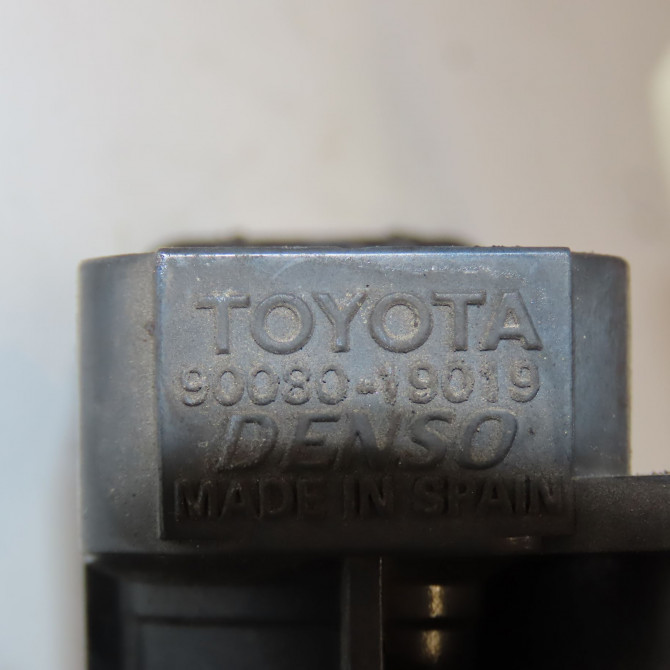 TOYOTA
90080-19019
DENSO
MADE IN SPAIN